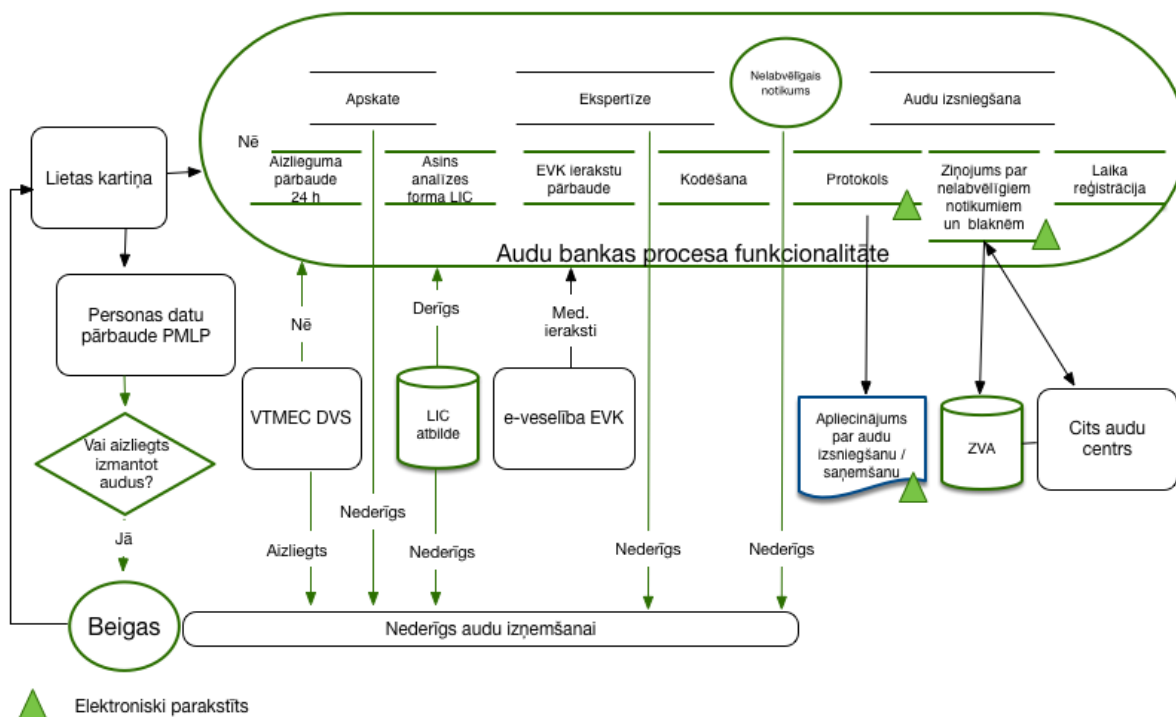 Nelabvēlīgais
notikums
Apskate
Ekspertīze
Audu izsniegšana
Nē
Lietas kartiņa
Aizlieguma
pārbaude
24 h
Asins
analīzes
forma LIC
EVK ierakstu
pārbaude
Kodēšana
Protokols
Ziņojums par
nelabvēlīgiem
notikumiem
un blaknēm
Laika
reģistrācija
Audu bankas procesa funkcionalitāte
Personas datu
pārbaude PMLP
Nē
Derīgs
Med.
ieraksti
VTMEC DVS
LIC
atbilde
e-veselība EVK
Apliecinājums
par audu
izsniegšanu /
saņemšanu
ZVA
Cits audu
centrs
Vai aizliegts
izmantot
audus?
Jā
Aizliegts
Nederīgs
Nederīgs
Nederīgs
Nederīgs
Beigas
Nederīgs audu izņemšanai
Elektroniski parakstīts